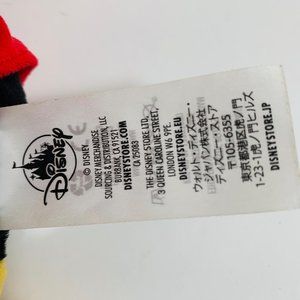 DISNEY
© DISNEY.
DISNEY MERCHANDISE
SOURCING & DISTRIBUTION, LLC
BURBANK CA 91521
DISNEYSTORE.COM
CA 25083
THE DISNEY STORE LTD.
3 QUEEN CAROLINE STREET,
LONDON W6 9PE.
DISNEYSTORE.EU
ウォルト・ディズニー・
ジャパン株式会社
ディズニー・ストア
〒105-6355
東京都港区虎ノ門
1-23-1虎ノ門ヒルズ
DISNEYSTORE.JP